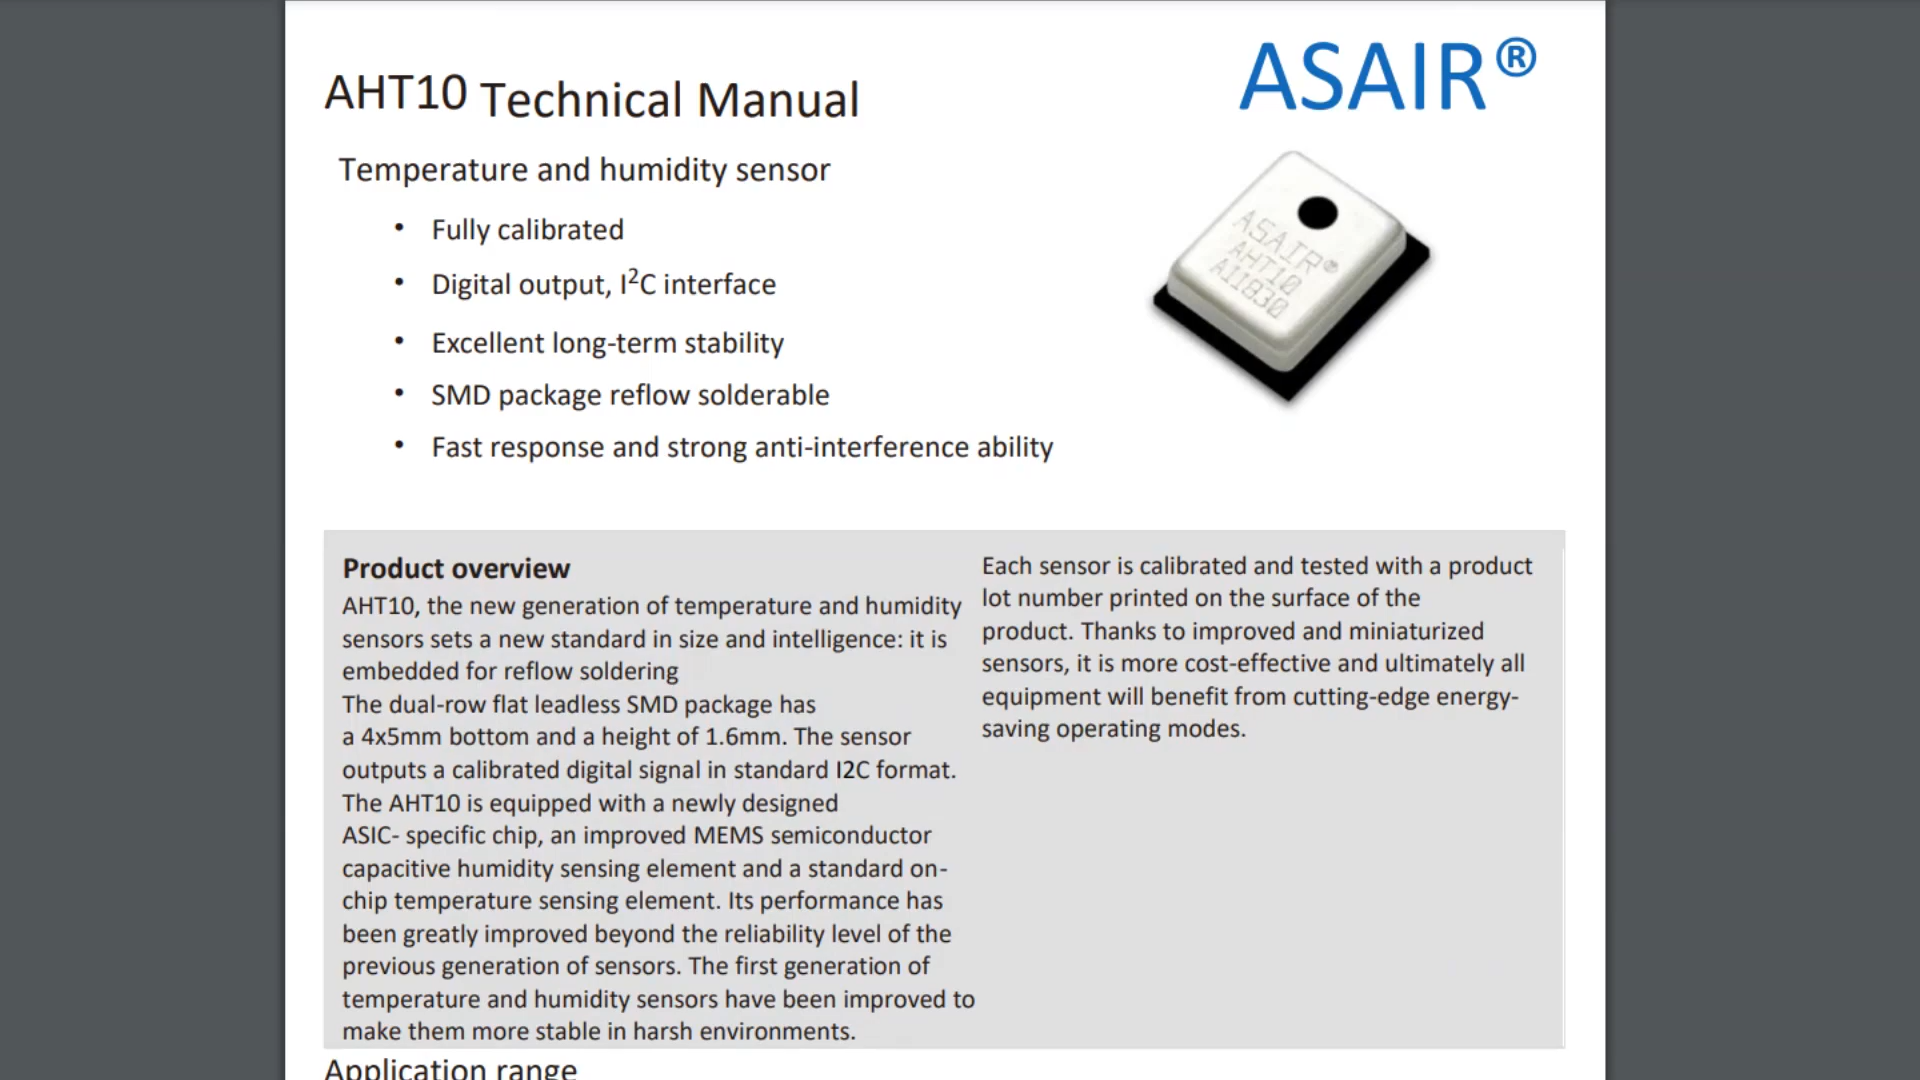 ASAIR®
AHT10 Technical Manual
Temperature and humidity sensor
• Fully calibrated
• Digital output, I²C interface
• Excellent long-term stability
• SMD package reflow solderable
• Fast response and strong anti-interference ability
ASAIR®
AHT10
A11830
Product overview
AHT10, the new generation of temperature and humidity
sensors sets a new standard in size and intelligence: it is
embedded for reflow soldering
The dual-row flat leadless SMD package has
a 4x5mm bottom and a height of 1.6mm. The sensor
outputs a calibrated digital signal in standard I2C format.
The AHT10 is equipped with a newly designed
ASIC- specific chip, an improved MEMS semiconductor
capacitive humidity sensing element and a standard on-
chip temperature sensing element. Its performance has
been greatly improved beyond the reliability level of the
previous generation of sensors. The first generation of
temperature and humidity sensors have been improved to
make them more stable in harsh environments.
Each sensor is calibrated and tested with a product
lot number printed on the surface of the
product. Thanks to improved and miniaturized
sensors, it is more cost-effective and ultimately all
equipment will benefit from cutting-edge energy-
saving operating modes.
Application range